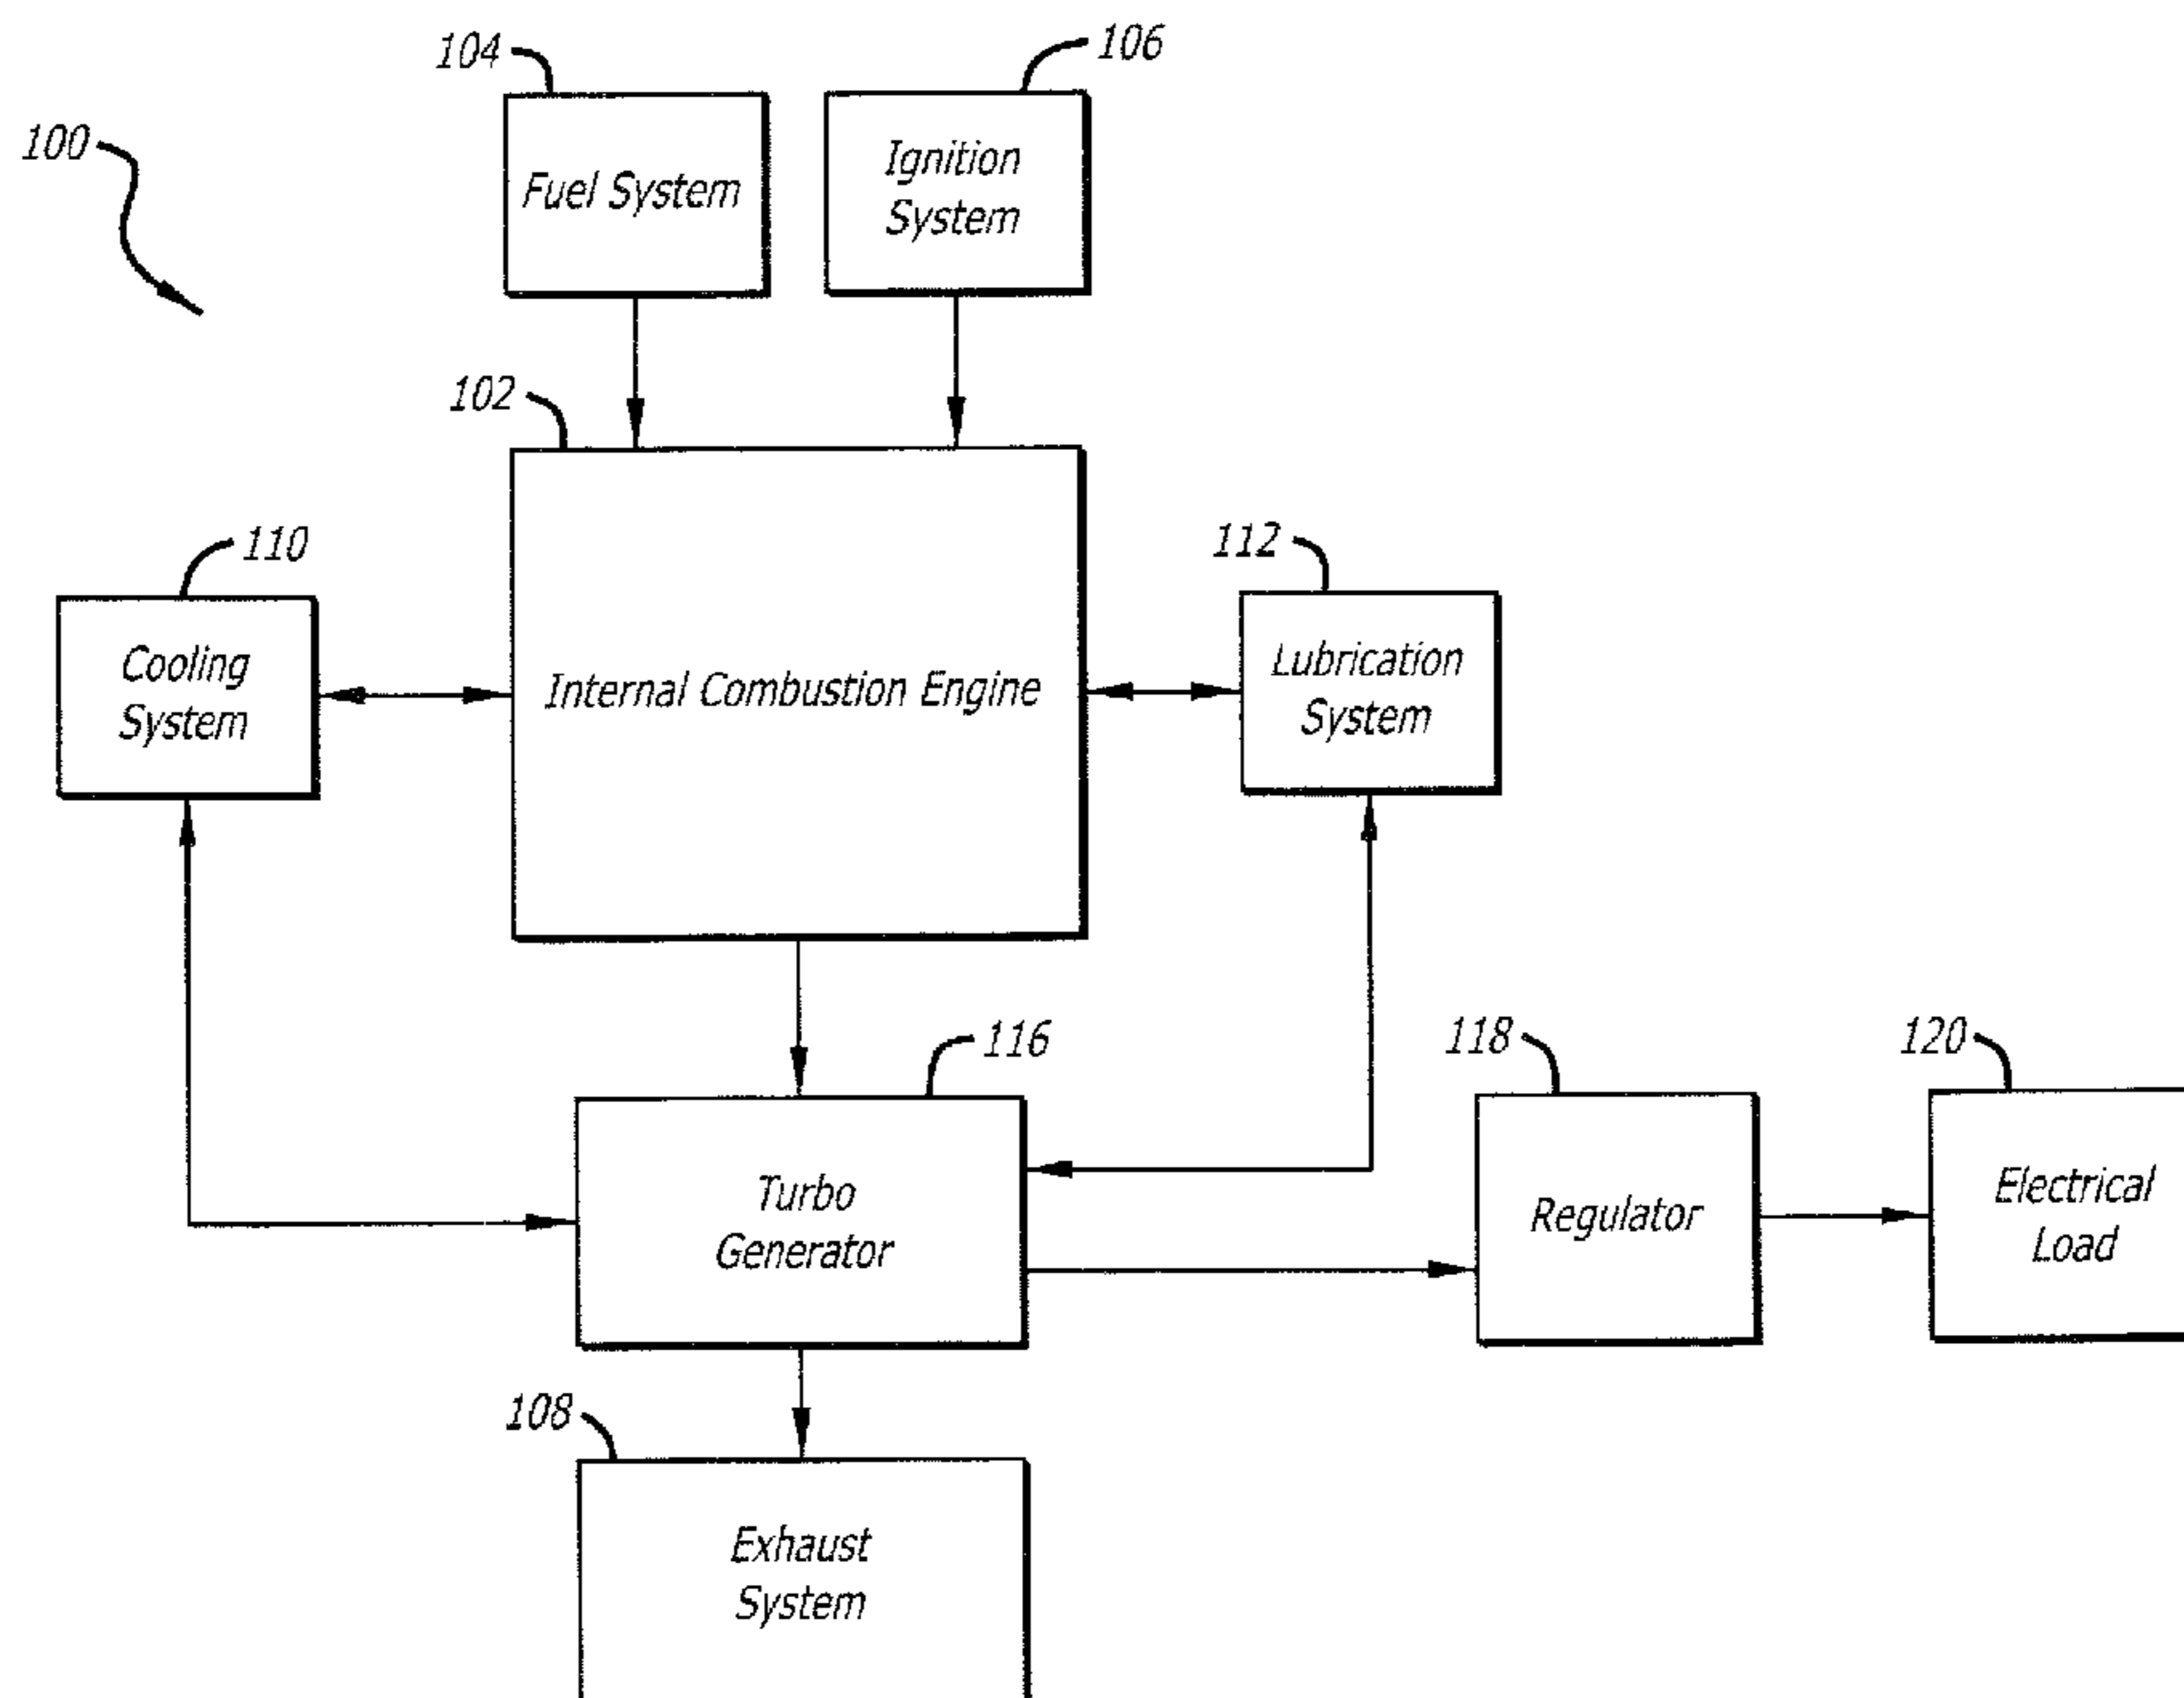 104
106
100
Fuel System
Ignition
System
102
110
112
Cooling
System
Internal Combustion Engine
Lubrication
System
116
118
120
Turbo
Generator
Regulator
Electrical
Load
108
Exhaust
System